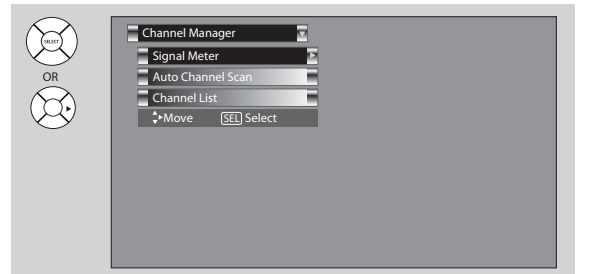 SELECT
OR
Channel Manager
Signal Meter
Auto Channel Scan
Channel List
Move SEL Select